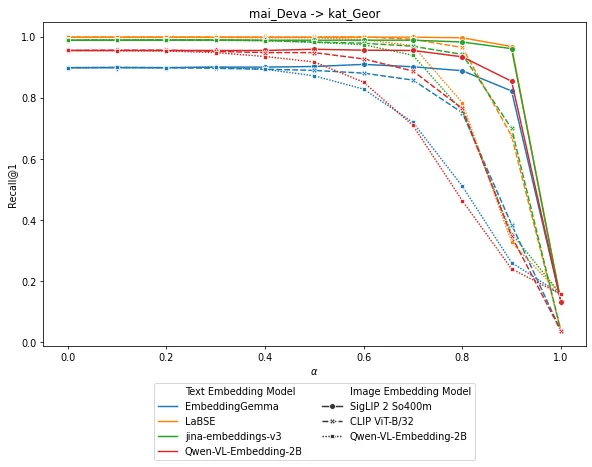 mai_Deva -> kat_Geor
1.0
0.8
0.6
0.4
0.2
0.0
Recall@1
0.0 0.2 0.4 0.6 0.8 1.0
α
Text Embedding Model Image Embedding Model
EmbeddingGemma SigLIP 2 So400m
LaBSE CLIP ViT-B/32
jina-embeddings-v3 Qwen-VL-Embedding-2B
Qwen-VL-Embedding-2B